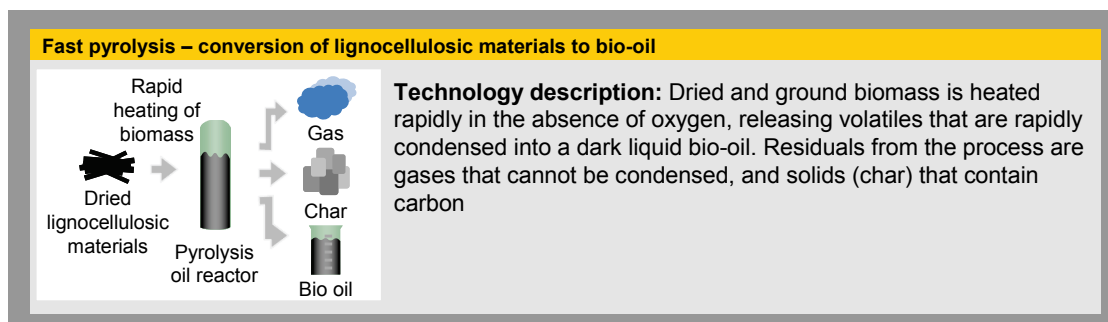 Fast pyrolysis – conversion of lignocellulosic materials to bio-oil
Rapid
heating of
biomass
Dried
lignocellulosic
materials
Pyrolysis
oil reactor
Gas
Char
Bio oil
Technology description: Dried and ground biomass is heated
rapidly in the absence of oxygen, releasing volatiles that are rapidly
condensed into a dark liquid bio-oil. Residuals from the process are
gases that cannot be condensed, and solids (char) that contain
carbon